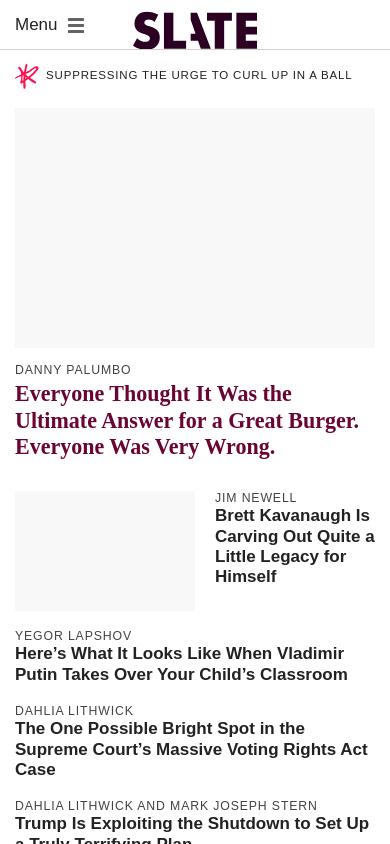 Menu
SLATE
SUPPRESSING THE URGE TO CURL UP IN A BALL
DANNY PALUMBO
Everyone Thought It Was the
Ultimate Answer for a Great Burger.
Everyone Was Very Wrong.
JIM NEWELL
Brett Kavanaugh Is
Carving Out Quite a
Little Legacy for
Himself
YEGOR LAPSHOV
Here’s What It Looks Like When Vladimir
Putin Takes Over Your Child’s Classroom
DAHLIA LITHWICK
The One Possible Bright Spot in the
Supreme Court’s Massive Voting Rights Act
Case
DAHLIA LITHWICK AND MARK JOSEPH STERN
Trump Is Exploiting the Shutdown to Set Up
a Truly Terrifying Plan